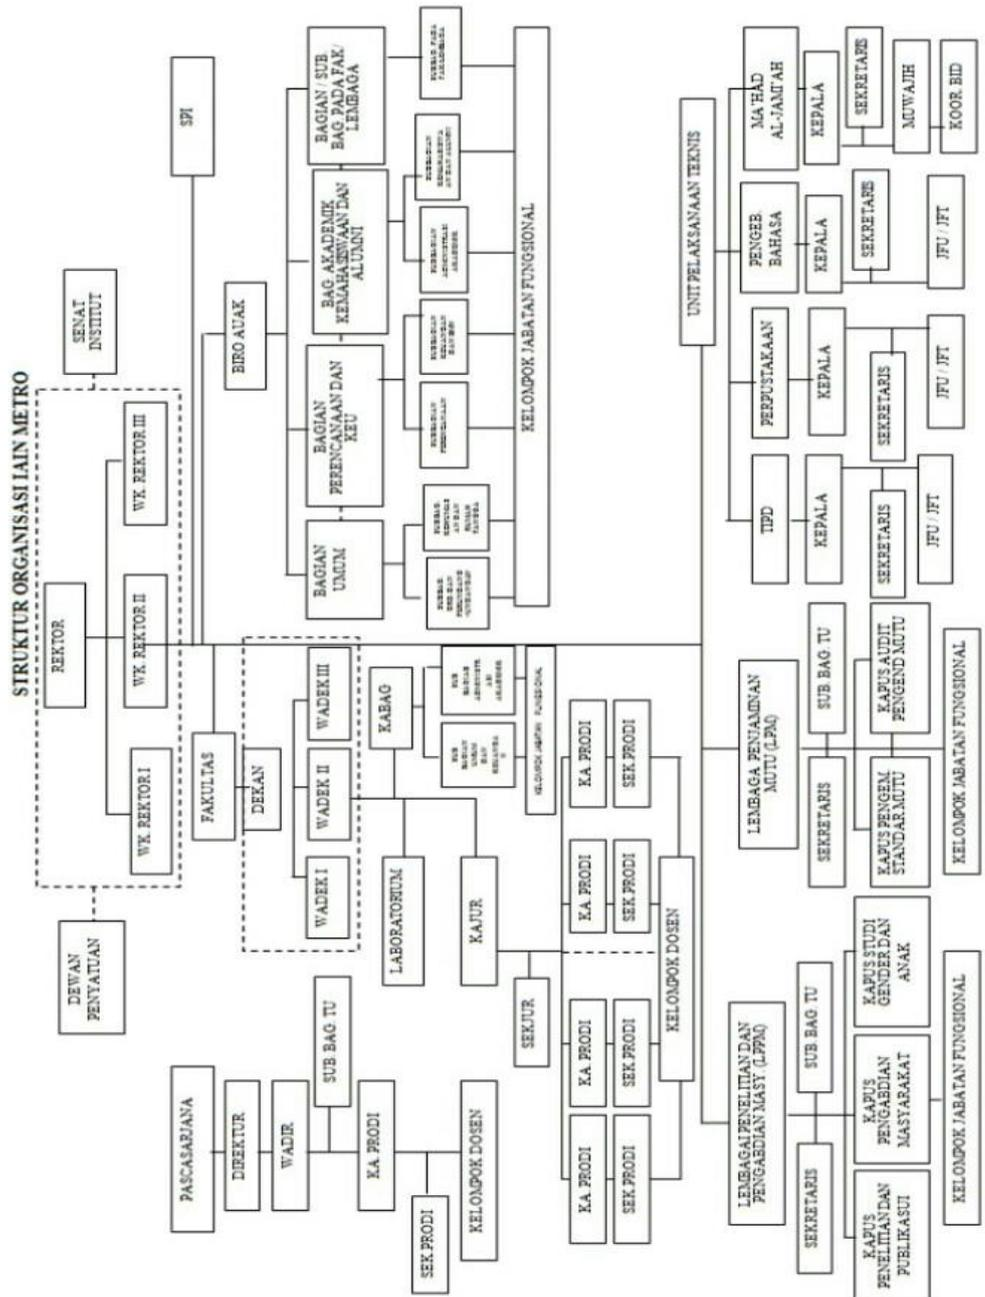 STRUKTUR ORGANISASI IAIN METRO
REKTOR
DEWAN
PENYATUAN
SENAT
INSTITUT
WK. REKTOR I
WK. REKTOR II
WK REKTOR III
SPI
PASCASARJANA
DIREKTUR
WADIR
SUB BAG. TU
KA. PRODI
SEK PRODI
KELOMPOK DOSEN
FAKULTAS
DEKAN
WADEK I
WADEK II
WADEK III
LABORATORIUM
KABAG
KAJUR
SEKJUR
KELOMPOK JABATAN FUNGSIONAL
KA PRODI
KA PRODI
KA PRODI
KA PRODI
SEK PRODI
SEK PRODI
SEK PRODI
SEK PRODI
KELOMPOK DOSEN
BIRO AUAK
BAGIAN
UMUM
BAGIAN
PERENCANAAN DAN
KEU
BAG. AKADEMIK
KEMAHASISWAAN DAN
ALUMNI
BAGIAN / SUB.
BAG PADA FAK/
LEMBAGA
KELOMPOK JABATAN FUNGSIONAL
LEMBAGAI PENELITIAN DAN
PENGABDIAN MASY. (LPPM)
SEKRETARIS
SUB BAG. TU
KAPUS
PENELITIAN DAN
PUBLIKASUI
KAPUS
PENGABDIAN
MASYARAKAT
KAPUS STUDI
GENDER DAN
ANAK
KELOMPOK JABATAN FUNGSIONAL
LEMBAGA PENJAMINAN
MUTU (LPM)
SEKRETARIS
SUB BAG. TU
KAPUS PENGEM.
STANDAR MUTU
KAPUS AUDIT
PENGEND MUTU
KELOMPOK JABATAN FUNGSIONAL
UNIT PELAKSANAAN TEKNIS
TIPD
KEPALA
SEKRETARIS
JFU / JFT
PERPUSTAKAAN
KEPALA
SEKRETARIS
JFU / JFT
PENGEB.
BAHASA
KEPALA
SEKRETARIS
JFU / JFT
MA'HAD
AL-JAMI'AH
KEPALA
SEKRETARIS
MUWAJIH
KOOR BID